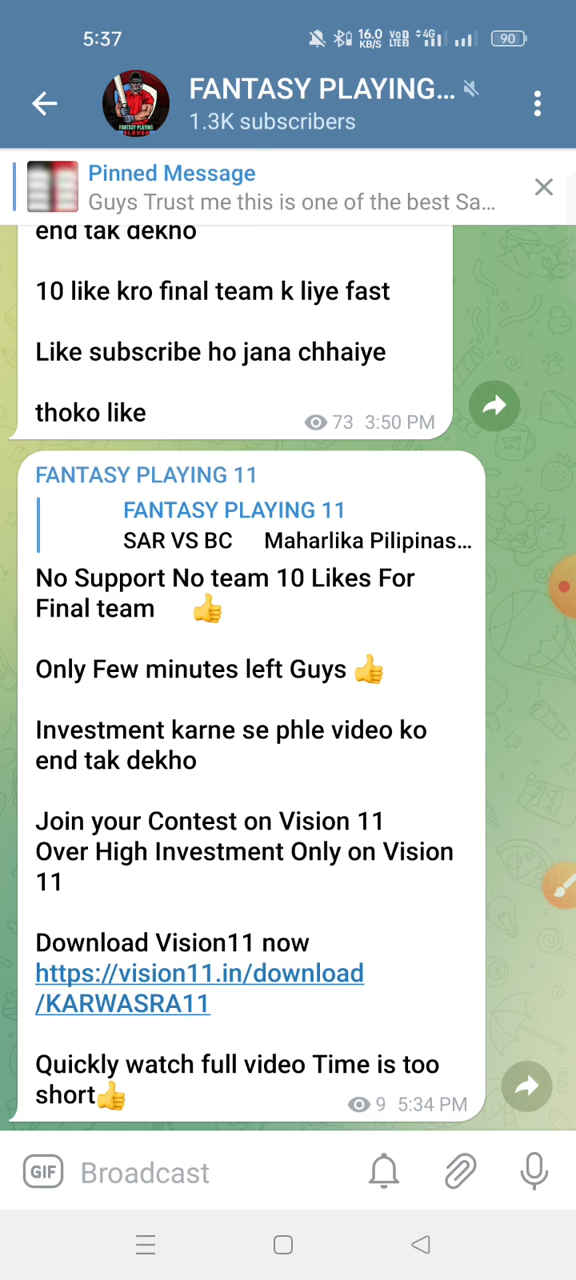 5:37
16.0
KB/S
VoD
LTE B
4G
90
FANTASY PLAYING...
1.3K subscribers
Pinned Message
Guys Trust me this is one of the best Sa...
end tak dekho
10 like kro final team k liye fast
Like subscribe ho jana chhaiye
thoko like
73 3:50 PM
FANTASY PLAYING 11
FANTASY PLAYING 11
SAR VS BC Maharlika Pilipinas...
No Support No team 10 Likes For
Final team 👍
Only Few minutes left Guys 👍
Investment karne se phle video ko
end tak dekho
Join your Contest on Vision 11
Over High Investment Only on Vision
11
Download Vision11 now
https://vision11.in/download
/KARWASRA11
Quickly watch full video Time is too
short👍
9 5:34 PM
GIF Broadcast